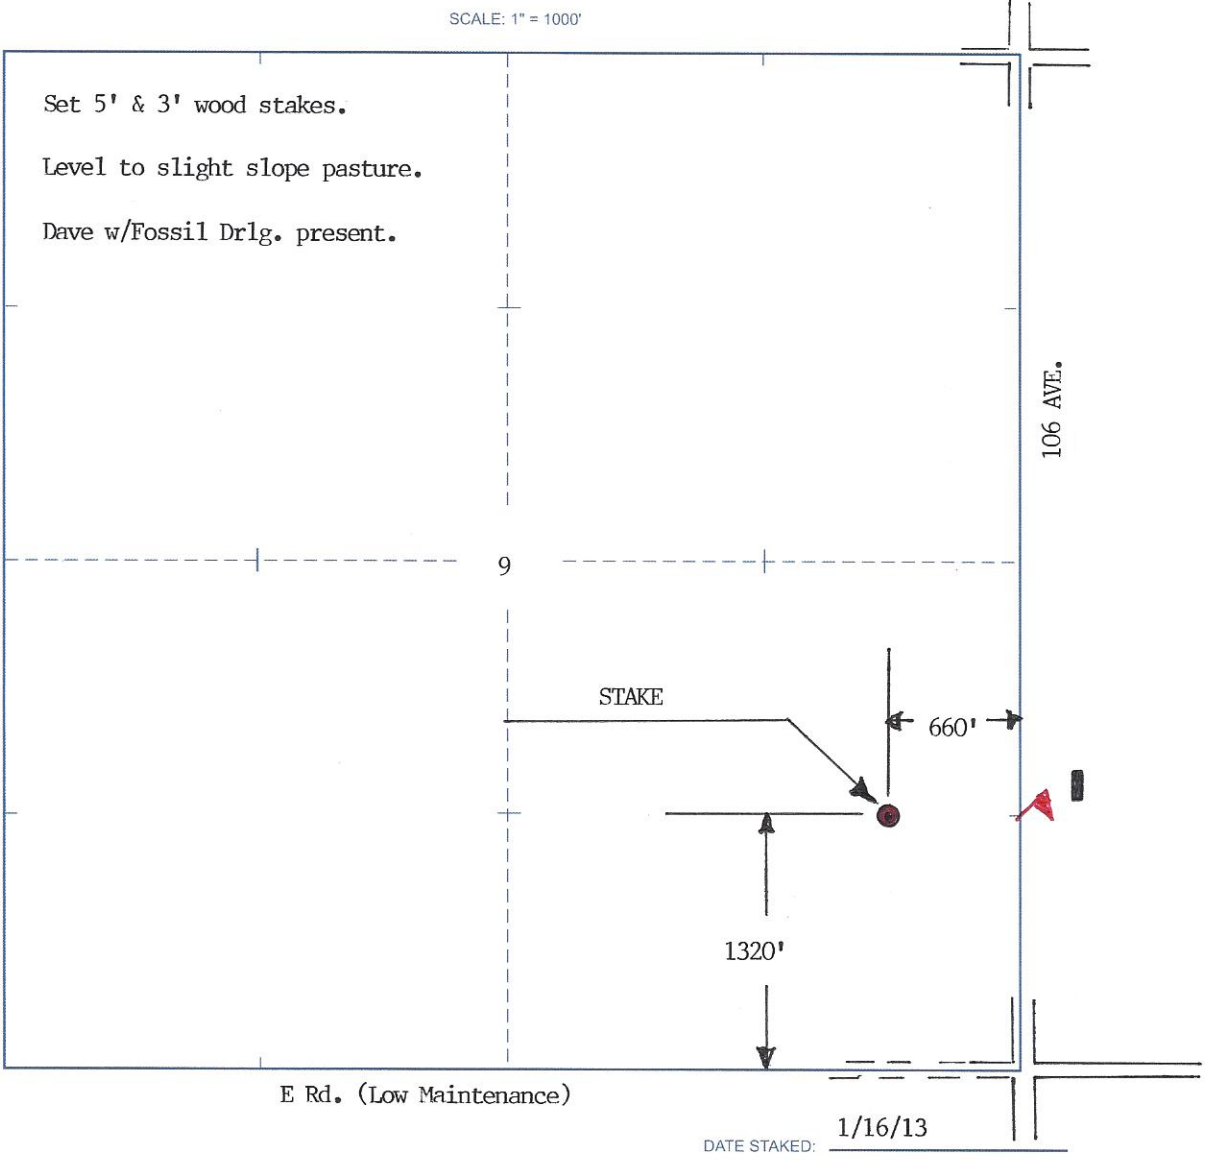 SCALE: 1" = 1000'
Set 5' & 3' wood stakes.
Level to slight slope pasture.
Dave w/Fossil Drlg. present.
106 AVE.
9
STAKE
660'
1320'
E Rd. (Low Maintenance)
DATE STAKED: 1/16/13